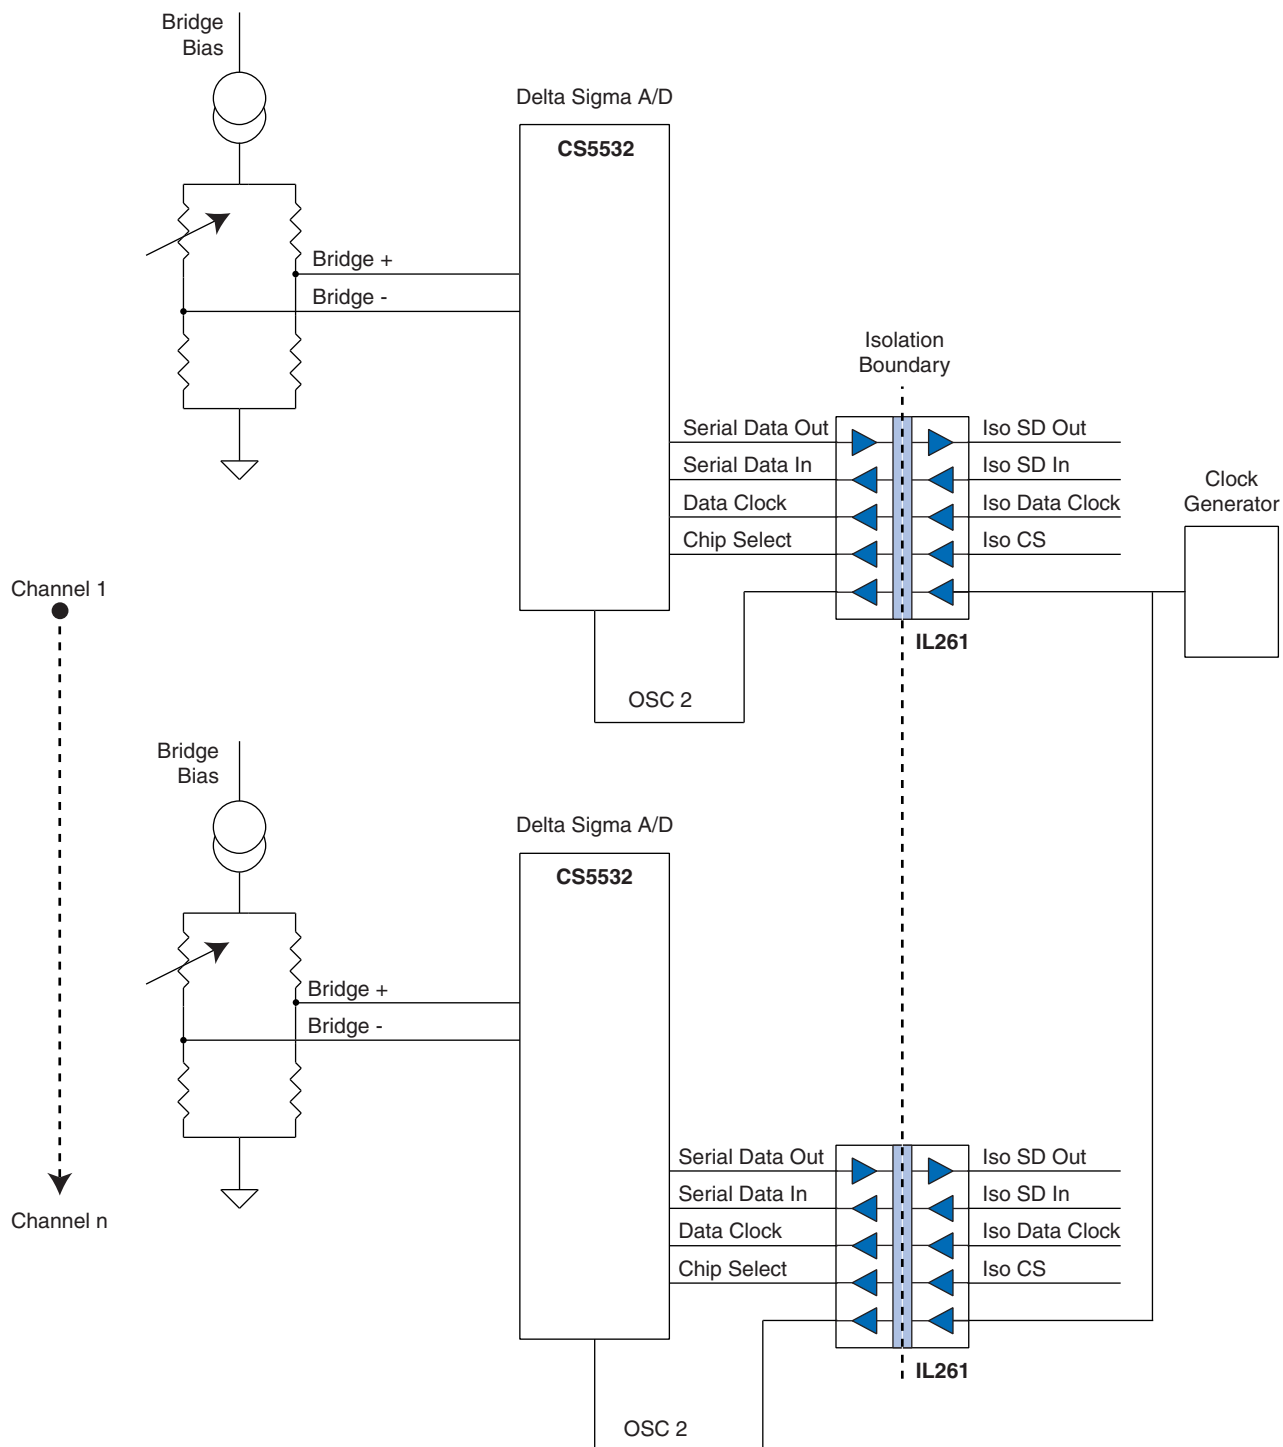 Bridge
Bias
Delta Sigma A/D
CS5532
Bridge +
Bridge -
Isolation
Boundary
Serial Data Out
Iso SD Out
Serial Data In
Iso SD In
Data Clock
Iso Data Clock
Chip Select
Iso CS
Clock
Generator
IL261
OSC 2
Channel 1
Channel n
Bridge
Bias
Delta Sigma A/D
CS5532
Bridge +
Bridge -
Serial Data Out
Iso SD Out
Serial Data In
Iso SD In
Data Clock
Iso Data Clock
Chip Select
Iso CS
IL261
OSC 2